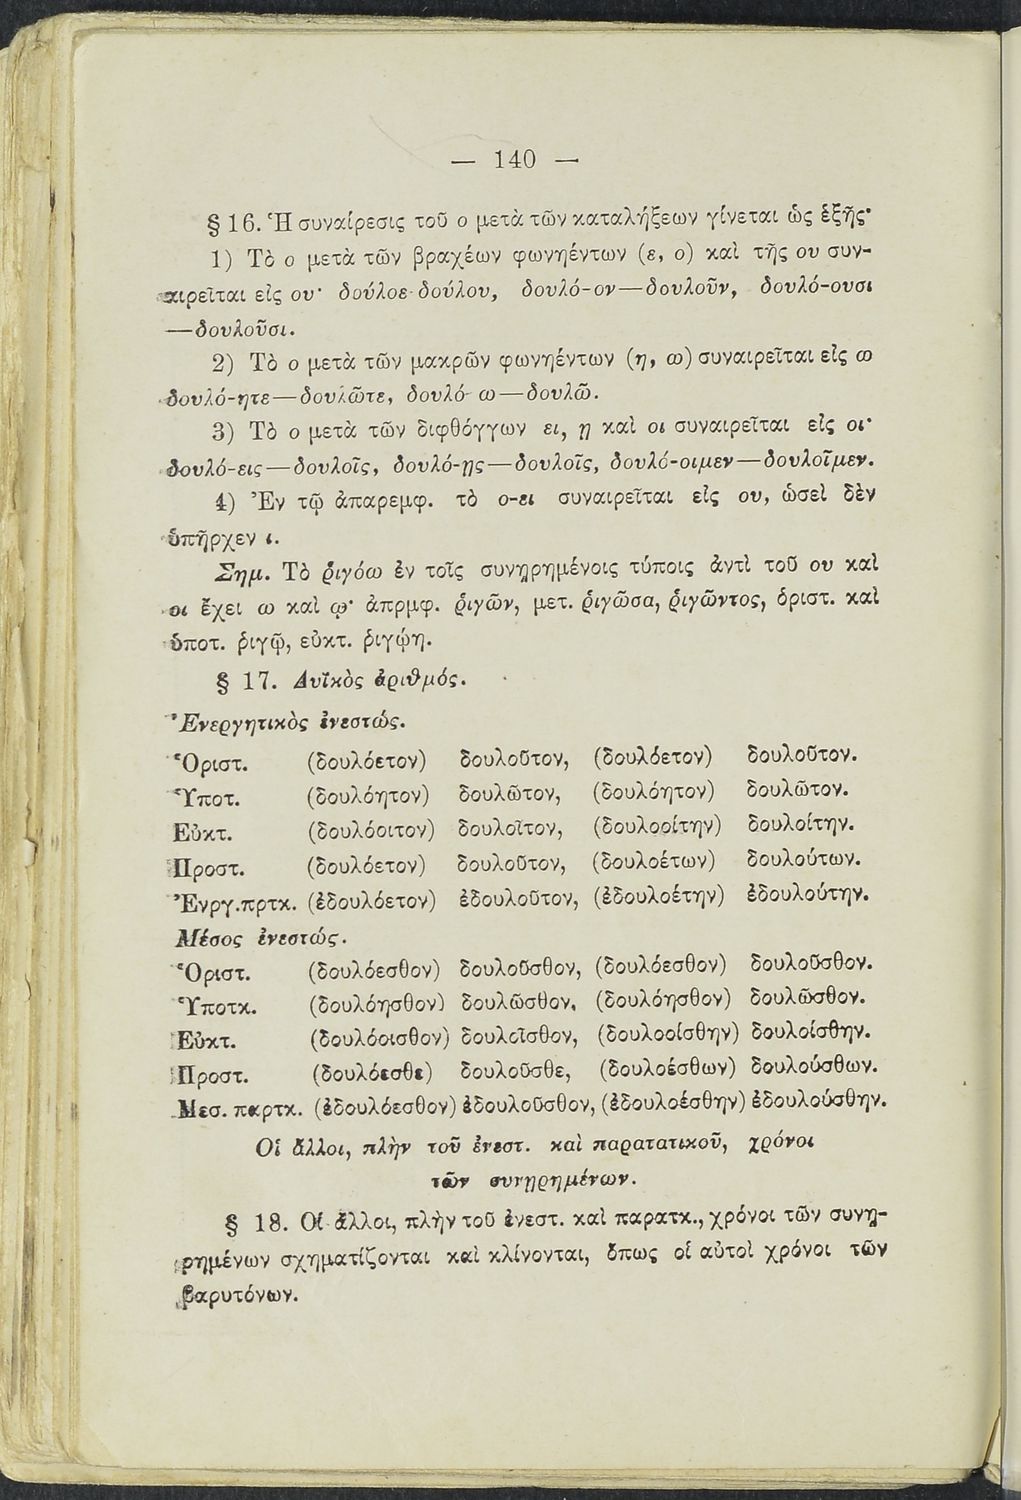 — 140 —
§ 16. Ἡ συναίρεσις τοῦ ο μετὰ τῶν καταλήξεων γίνεται ὡς ἑξῆς·
1) Τὸ ο μετὰ τῶν βραχέων φωνηέντων (ε, ο) καὶ τῆς ου συν-
αιρεῖται εἰς ου· δούλοε-δούλου, δουλό-ον—δουλοῦν, δουλό-ουσι
—δουλοῦσι.
2) Τὸ ο μετὰ τῶν μακρῶν φωνηέντων (η, ω) συναιρεῖται εἰς ω
δουλό-ητε—δουλῶτε, δουλό-ω—δουλῶ.
3) Τὸ ο μετὰ τῶν διφθόγγων ει, ῃ καὶ οι συναιρεῖται εἰς οι·
δουλό-εις—δουλοῖς, δουλό-ῃς—δουλοῖς, δουλό-οιμεν—δουλοῖμεν.
4) Ἐν τῷ ἀπαρεμφ. τὸ ο-ει συναιρεῖται εἰς ου, ὡσεὶ δὲν
ὑπῆρχεν ι.
Σημ. Τὸ ῥιγόω ἐν τοῖς συνῃρημένοις τύποις ἀντὶ τοῦ ου καὶ
οι ἔχει ω καὶ ῳ· ἀπρμφ. ῥιγῶν, μετ. ῥιγῶσα, ῥιγῶντος, ὁριστ. καὶ
ὑποτ. ῥιγῷ, εὐκτ. ῥιγῴη.
§ 17. Δυϊκὸς ἀριθμός.
Ἐνεργητικὸς ἐνεστώς.
Ὁριστ. (δουλόετον) δουλοῦτον, (δουλόετον) δουλοῦτον.
Ὑποτ. (δουλόητον) δουλῶτον, (δουλόητον) δουλῶτον.
Εὐκτ. (δουλόοιτον) δουλοῖτον, (δουλοοίτην) δουλοίτην.
Προστ. (δουλόετον) δουλοῦτον, (δουλοέτων) δουλούτων.
Ἐνργ.πρτκ. (ἐδουλόετον) ἐδουλοῦτον, (ἐδουλοέτην) ἐδουλούτην.
Μέσος ἐνεστώς.
Ὁριστ. (δουλόεσθον) δουλοῦσθον, (δουλόεσθον) δουλοῦσθον.
Ὑποτκ. (δουλόησθον) δουλῶσθον, (δουλόησθον) δουλῶσθον.
Εὐκτ. (δουλόοισθον) δουλοῖσθον, (δουλοοίσθην) δουλοίσθην.
Προστ. (δουλόεσθε) δουλοῦσθε, (δουλοέσθων) δουλούσθων.
Μεσ. παρτκ. (ἐδουλόεσθον) ἐδουλοῦσθον, (ἐδουλοέσθην) ἐδουλούσθην.
Οἱ ἄλλοι, πλὴν τοῦ ἐνεστ. καὶ παρατατικοῦ, χρόνοι
τῶν συνῃρημένων.
§ 18. Οἱ ἄλλοι, πλὴν τοῦ ἐνεστ. καὶ παρατκ., χρόνοι τῶν συνῃ-
ρημένων σχηματίζονται καὶ κλίνονται, ὅπως οἱ αὐτοὶ χρόνοι τῶν
βαρυτόνων.